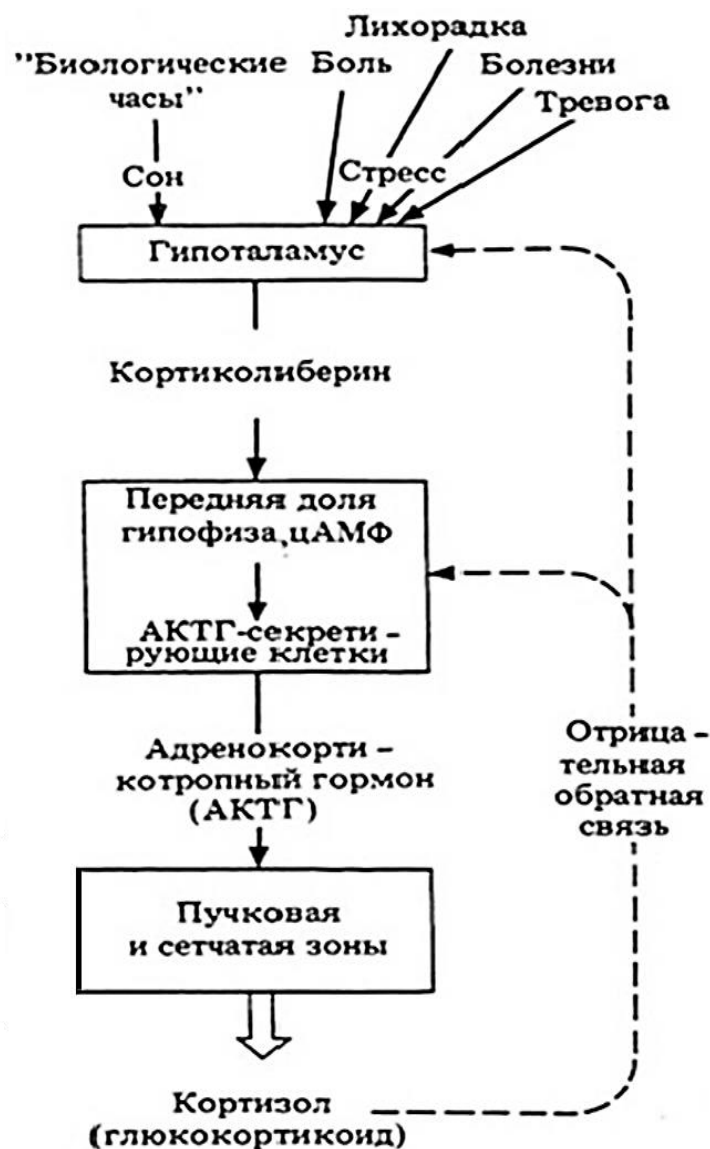 Лихорадка
"Биологические Боль Болезни
часы" Тревога
Сон Стресс
Гипоталамус
Кортиколиберин
Передняя доля
гипофиза,цАМФ
АКТГ-секрети -
рующие клетки
Адренокорти -
котропный гормон
(АКТГ)
Отрица -
тельная
обратная
связь
Пучковая
и сетчатая зоны
Кортизол
(глюкокортикоид)